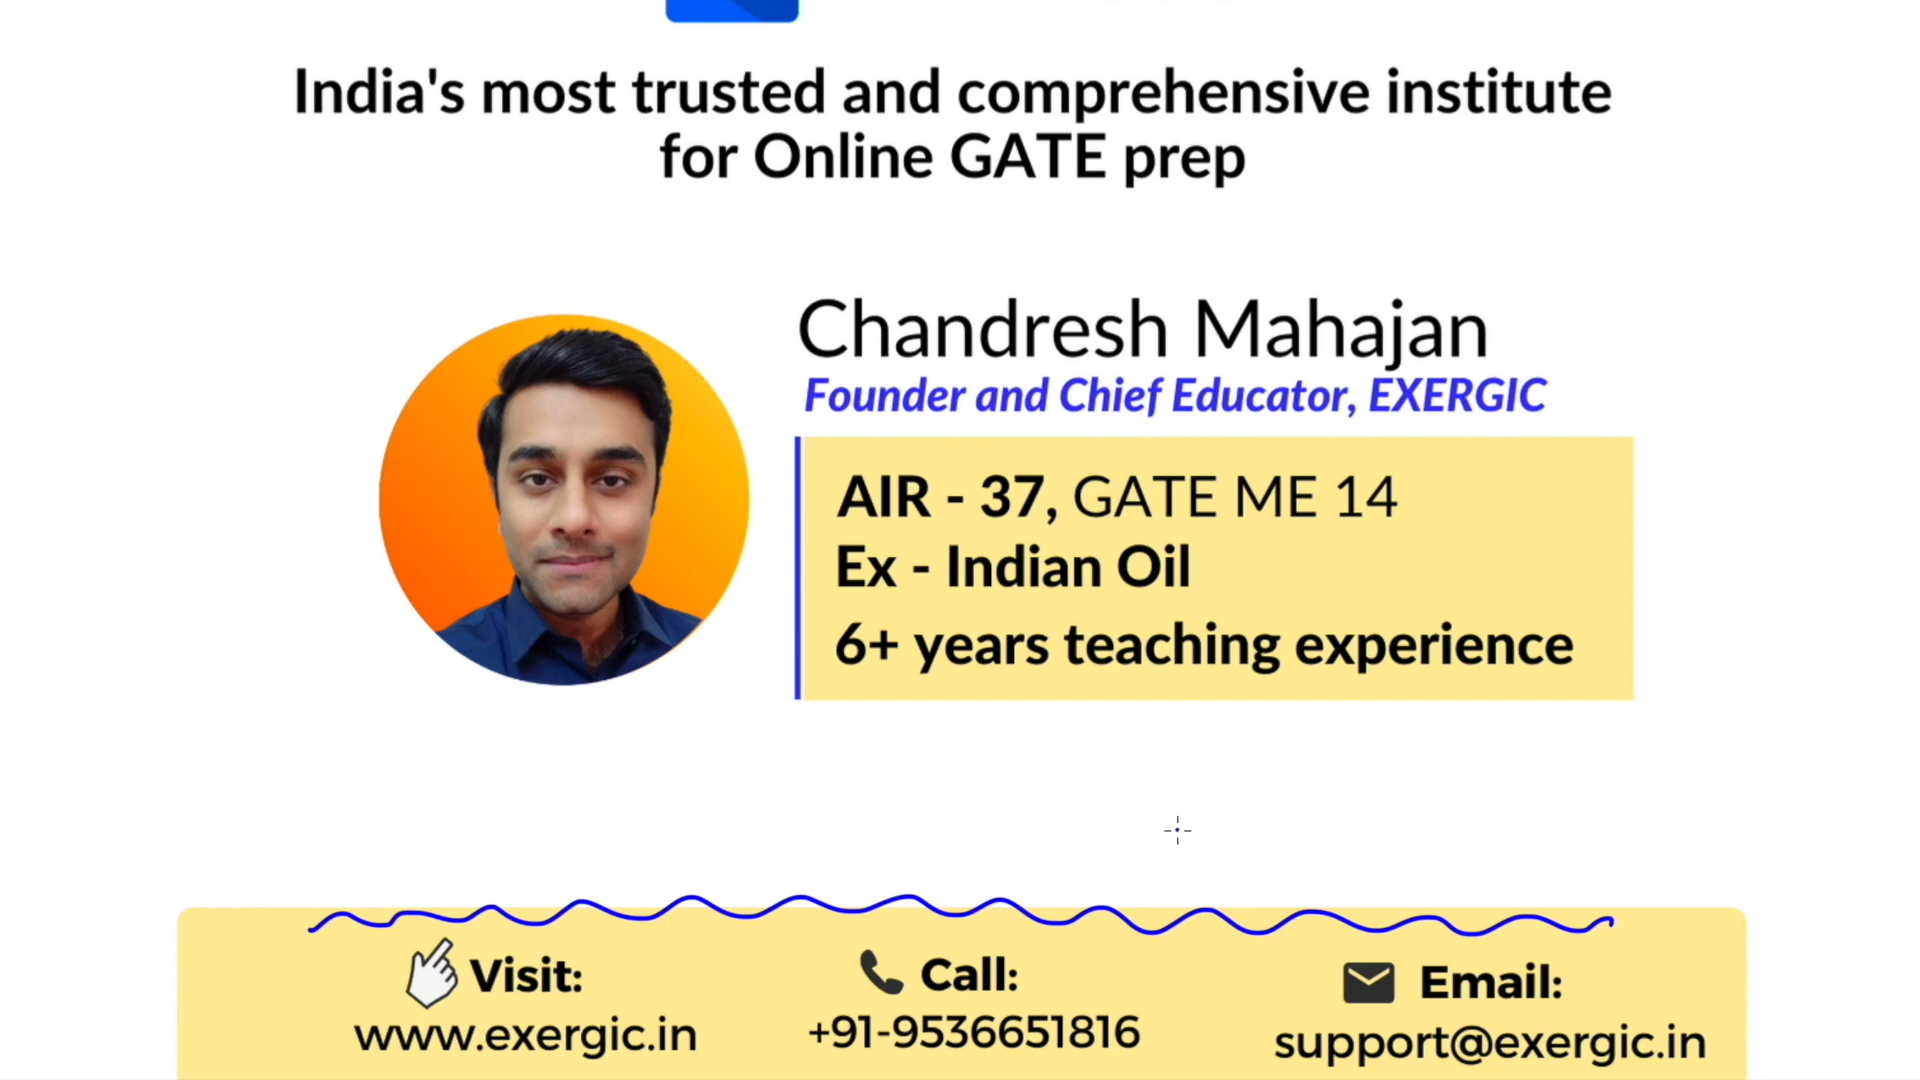 India's most trusted and comprehensive institute
for Online GATE prep
Chandresh Mahajan
Founder and Chief Educator, EXERGIC
AIR - 37, GATE ME 14
Ex - Indian Oil
6+ years teaching experience
Visit:
www.exergic.in
Call:
+91-9536651816
Email:
support@exergic.in